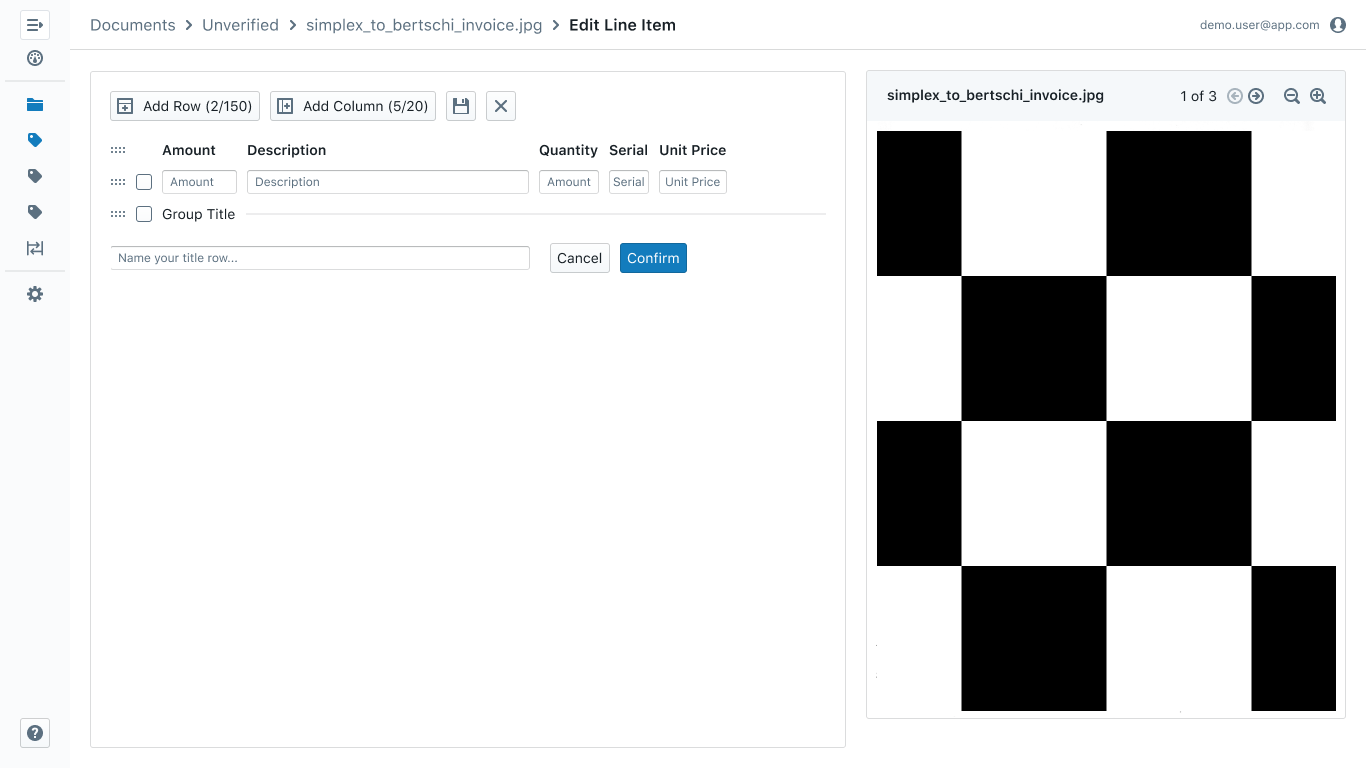 Documents > Unverified > simplex_to_bertschi_invoice.jpg > Edit Line Item
demo.user@app.com
Add Row (2/150)
Add Column (5/20)
Amount Description Quantity Serial Unit Price
Amount Description Amount Serial Unit Price
Group Title
Name your title row...
Cancel
Confirm
simplex_to_bertschi_invoice.jpg
1 of 3